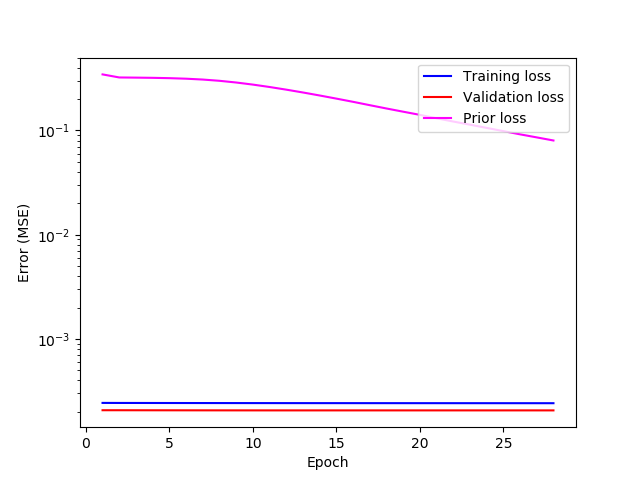 Training loss
Validation loss
Prior loss
Error (MSE)
10⁻¹
10⁻²
10⁻³
0 5 10 15 20 25
Epoch